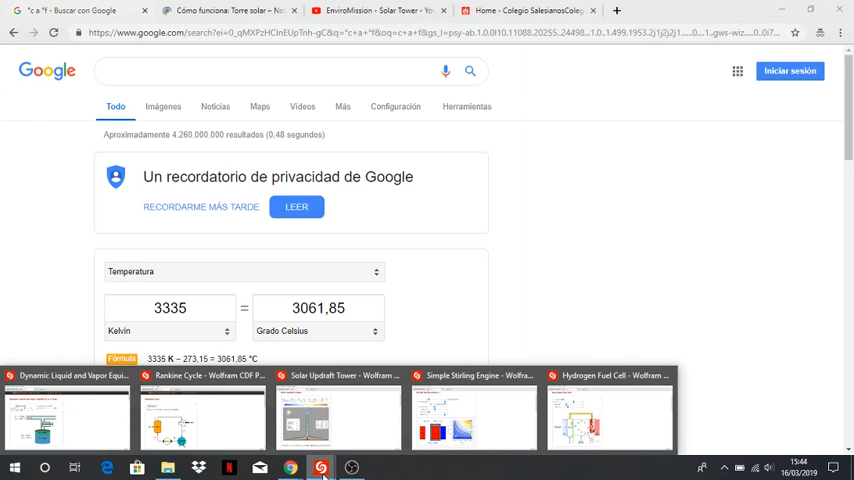 "c a "f - Buscar con Google
Cómo funciona: Torre solar – NoS
EnviroMission - Solar Tower - Yo
Home - Colegio SalesianosColeg
https://www.google.com/search?ei=0_qMXPzHCInEUpTnh-gC&q="c+a+"f&oq=c+a+f&gs_l=psy-ab.1.0.0l10.11088.20255...24498...1.0...1.499.1953.2j1j2j2j1.....0....1..gws-wiz.......0..71j0...
Google
Iniciar sesión
Todo
Imágenes
Noticias
Maps
Vídeos
Más
Configuración
Herramientas
Aproximadamente 4.260.000.000 resultados (0,48 segundos)
Un recordatorio de privacidad de Google
RECORDARME MÁS TARDE
LEER
Temperatura
3335
=
3061,85
Kelvin
Grado Celsius
Fórmula
3335 K − 273,15 = 3061,85 °C
Dynamic Liquid and Vapor Equi...
Rankine Cycle - Wolfram CDF P...
Solar Updraft Tower - Wolfram ...
Simple Stirling Engine - Wolfra...
Hydrogen Fuel Cell - Wolfram ...
15:44
16/03/2019